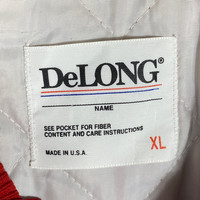 DeLONG®
NAME
SEE POCKET FOR FIBER
CONTENT AND CARE INSTRUCTIONS
MADE IN U.S.A.
XL